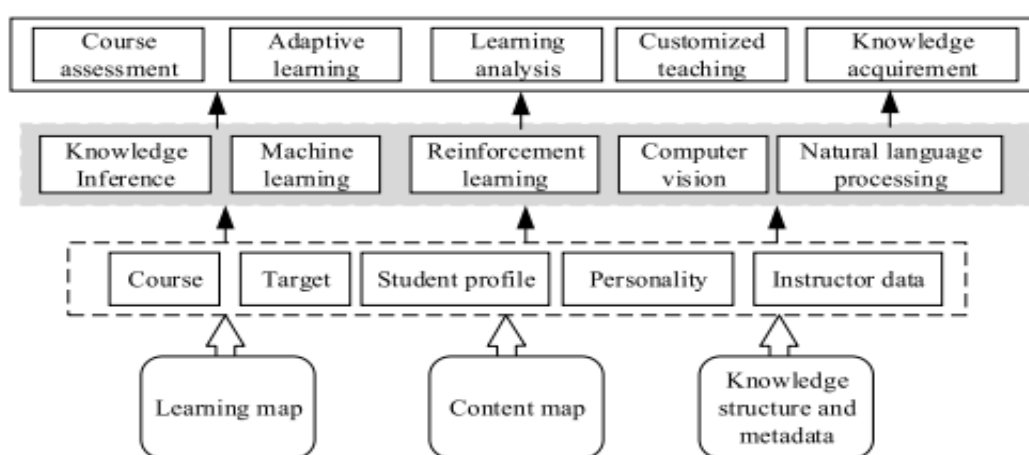 Course
assessment
Adaptive
learning
Learning
analysis
Customized
teaching
Knowledge
acquirement
Knowledge
Inference
Machine
learning
Reinforcement
learning
Computer
vision
Natural language
processing
Course
Target
Student profile
Personality
Instructor data
Learning map
Content map
Knowledge
structure and
metadata